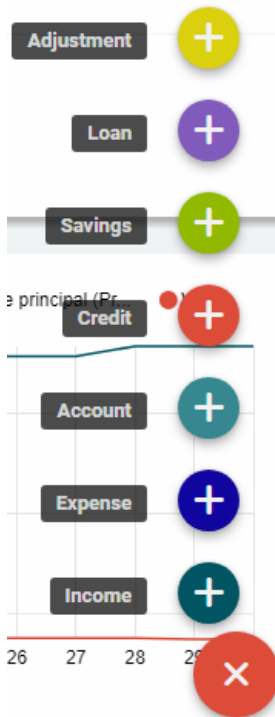 Adjustment
Loan
Savings
e principal (Pr...
Credit
Account
Expense
Income
26 27 28